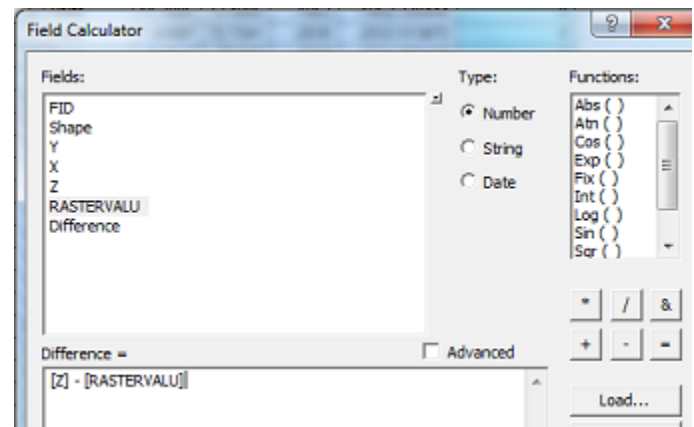 Field Calculator
?
X
Fields:
FID
Shape
Y
X
Z
RASTERVALU
Difference
Type:
Number
String
Date
Functions:
Abs ( )
Atn ( )
Cos ( )
Exp ( )
Fix ( )
Int ( )
Log ( )
Sin ( )
Sqr ( )
* / &
+ - =
Difference =
Advanced
[Z] - [RASTERVALU]
Load...